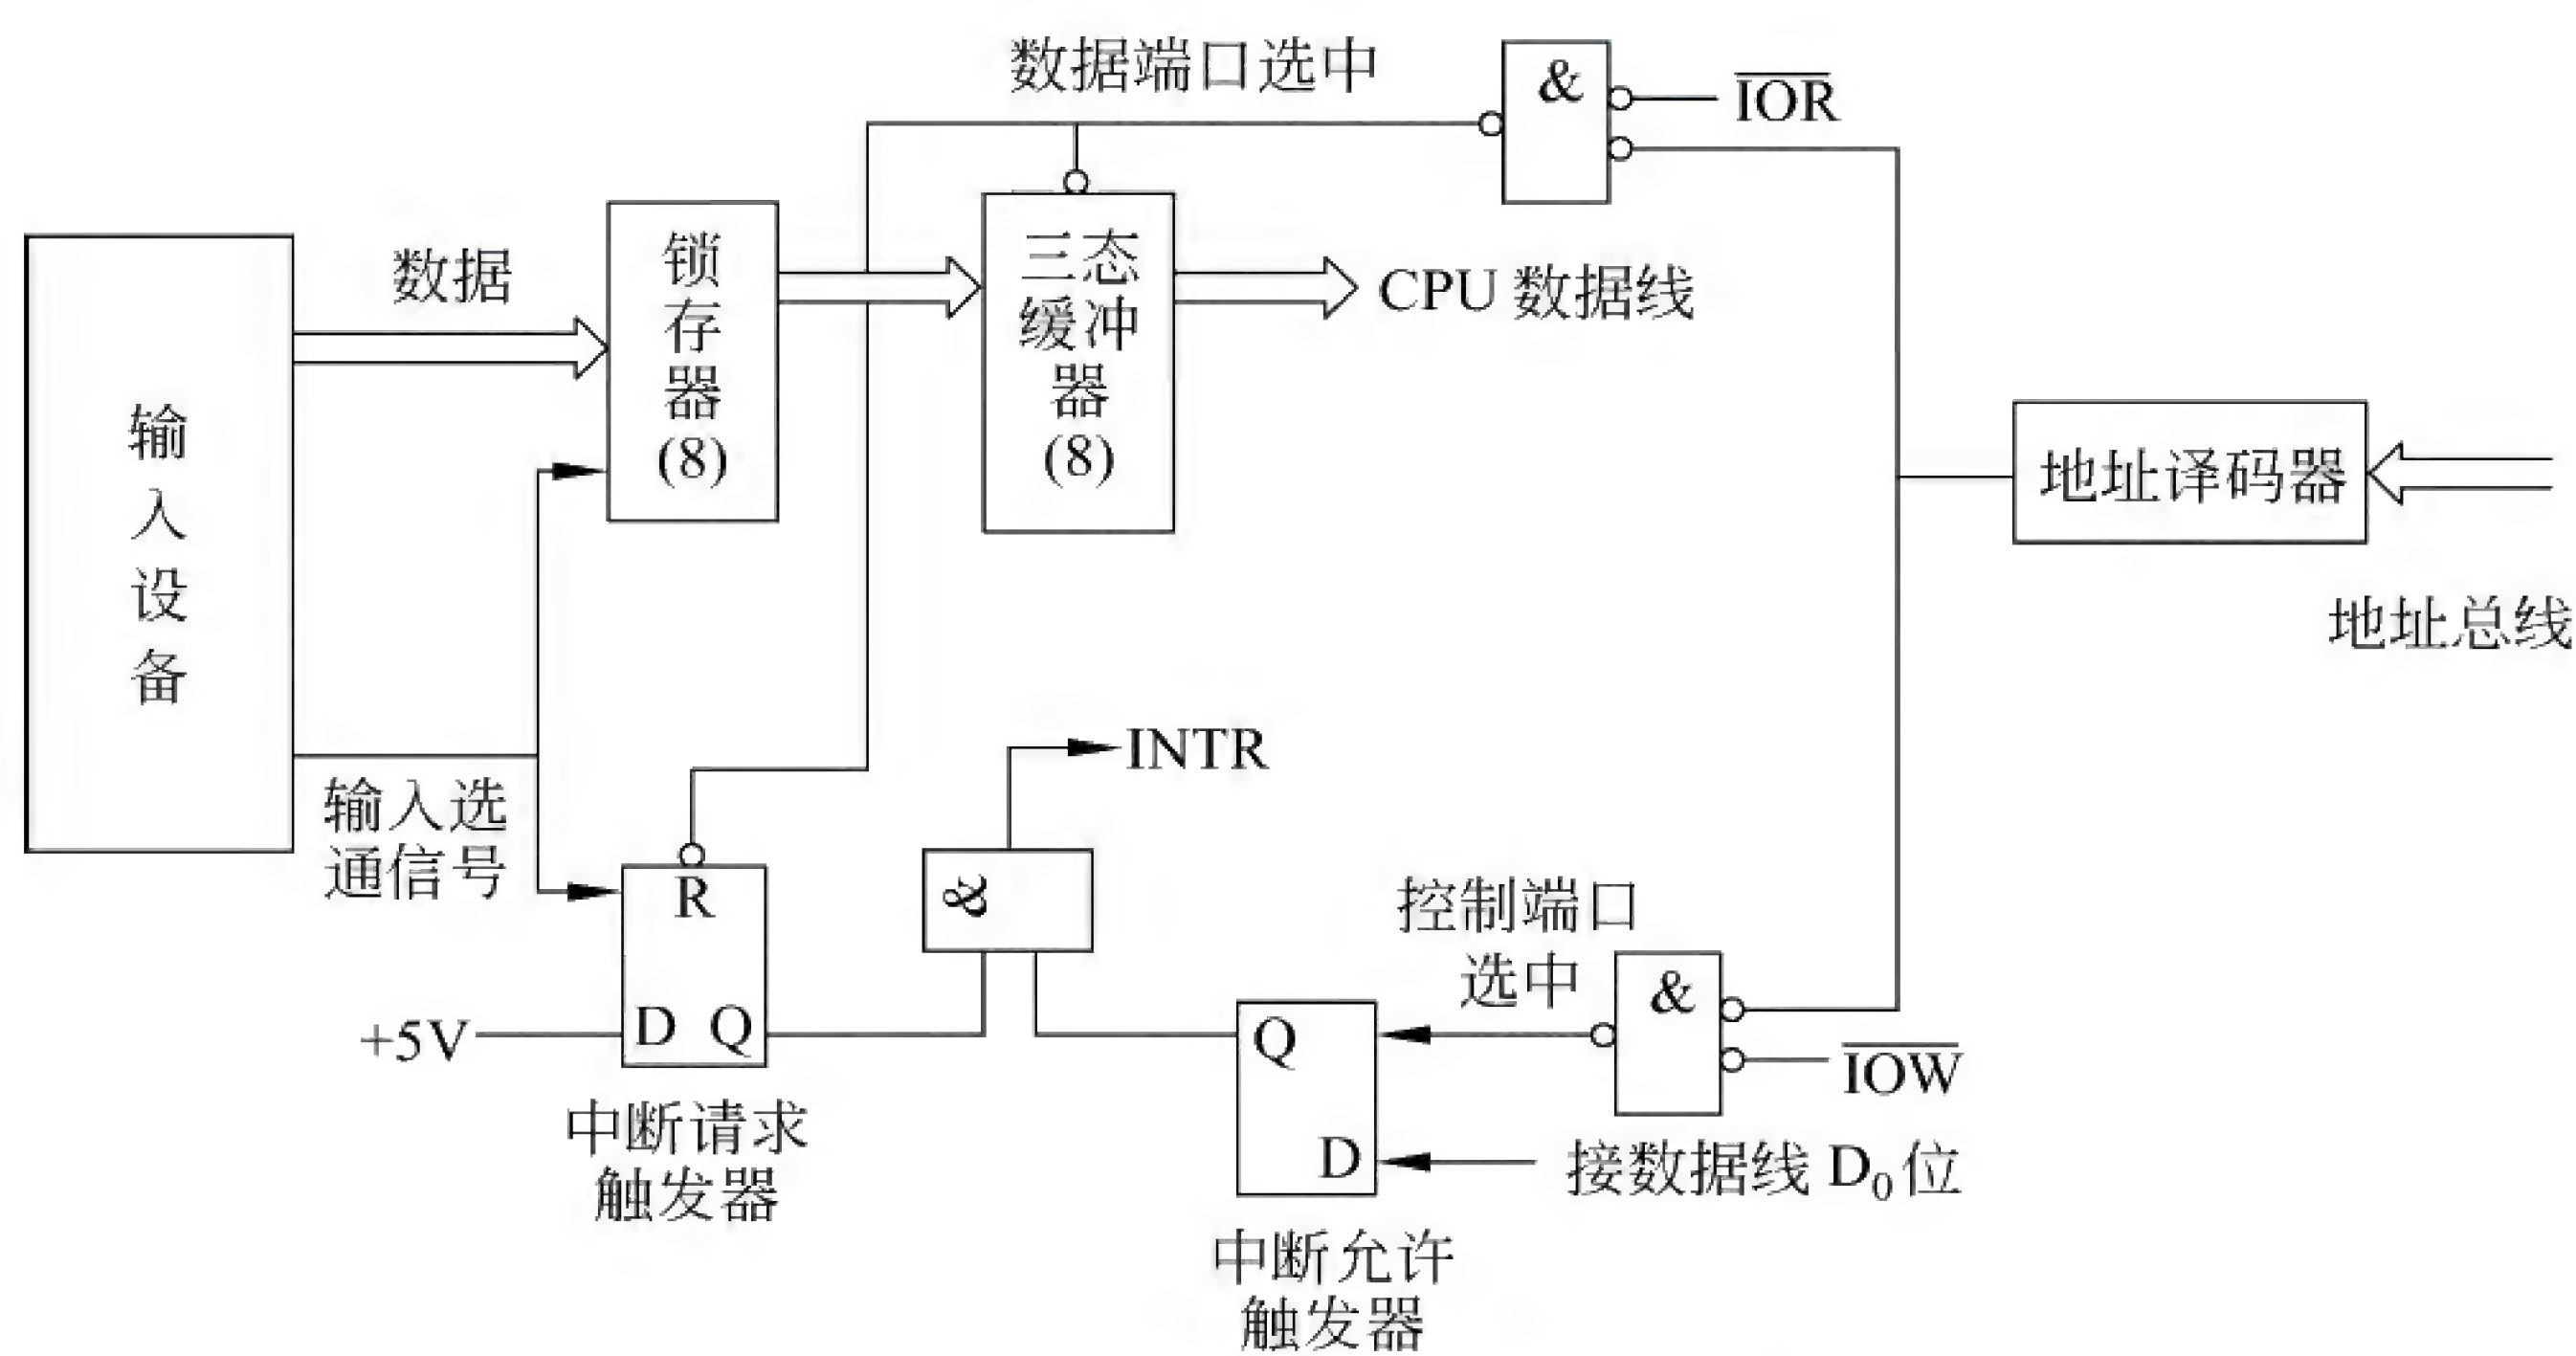 数据端口选中
&
I̅O̅R̅
数据
锁存器(8)
三态缓冲器(8)
CPU 数据线
输入设备
地址译码器
地址总线
INTR
输入选
通信号
R
&
控制端口
选中
&
+5V
D Q
Q
I̅O̅W̅
D
接数据线 D₀位
中断请求
触发器
中断允许
触发器